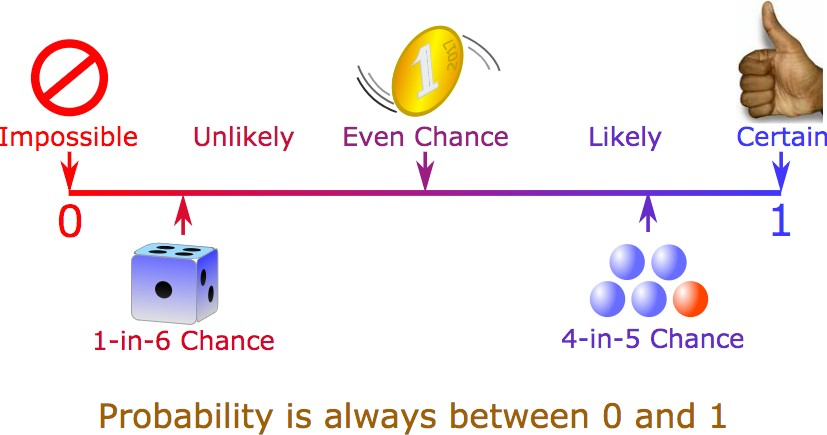 1
Impossible
Unlikely
Even Chance
Likely
Certain
0
1
1-in-6 Chance
4-in-5 Chance
Probability is always between 0 and 1